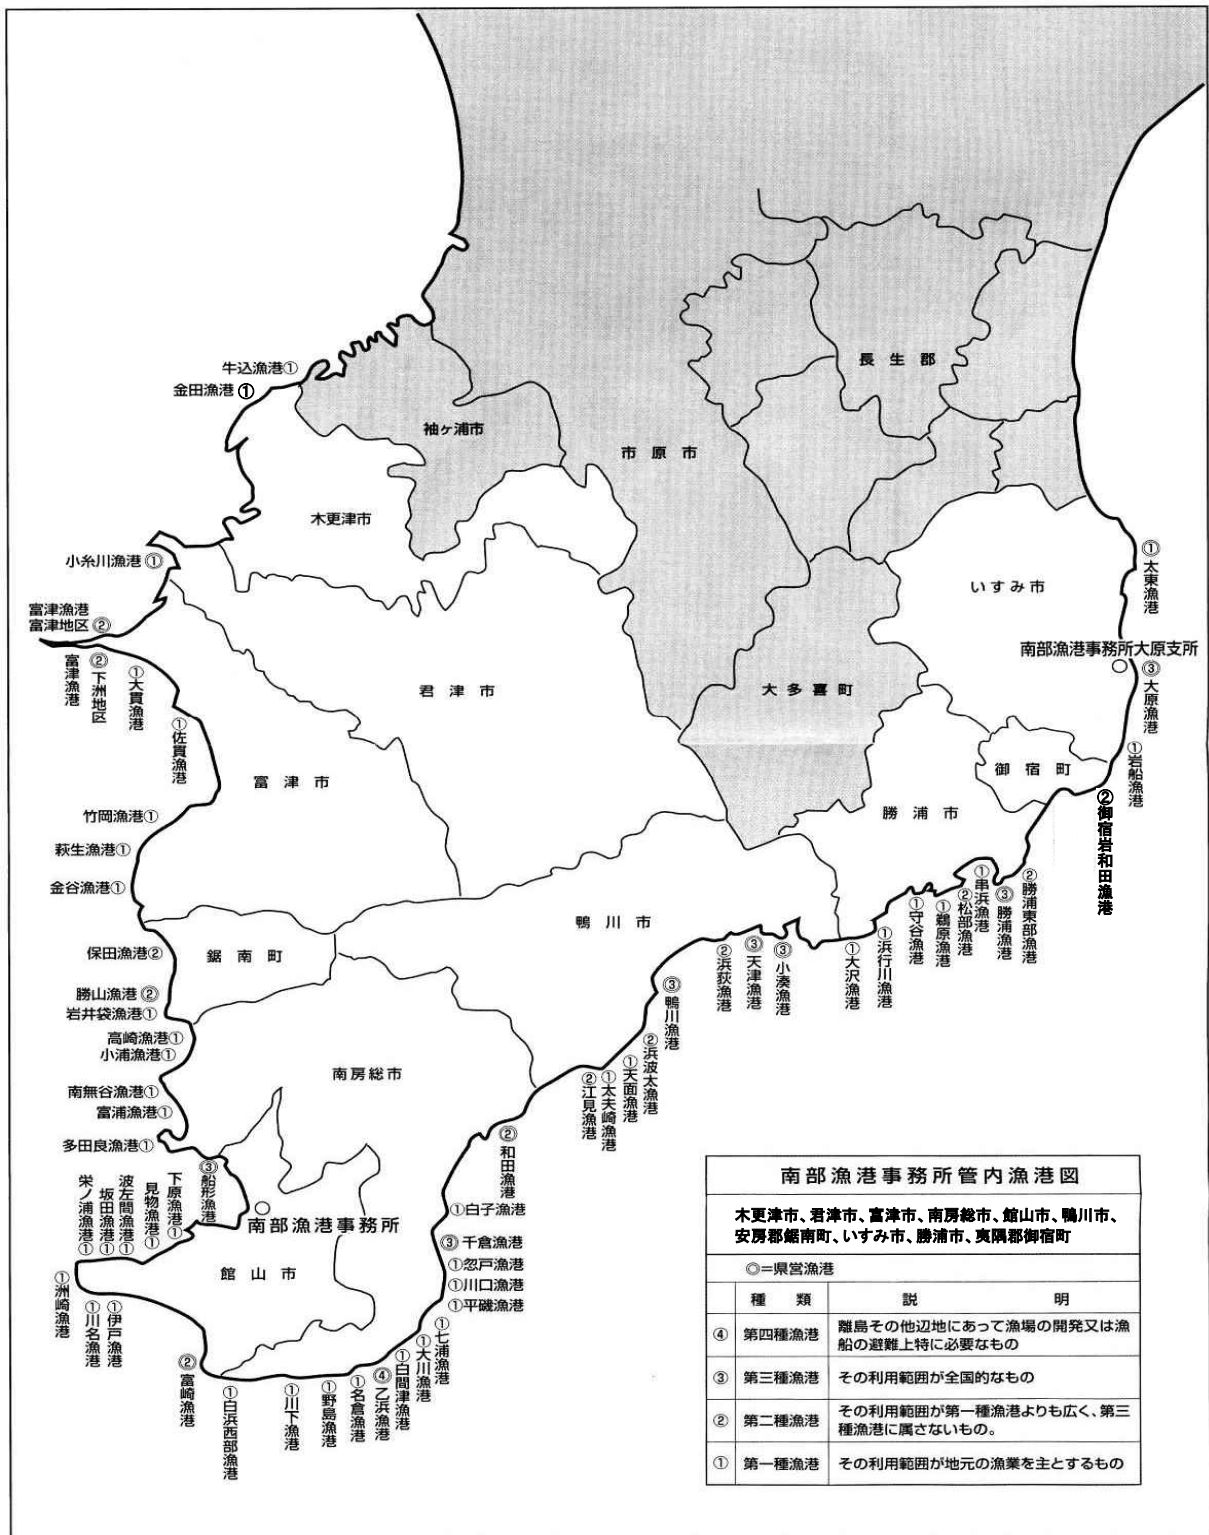 長生郡
牛込漁港①
金田漁港①
袖ヶ浦市
市原市
木更津市
小糸川漁港①
①太東漁港
いすみ市
富津漁港
富津地区②
富津漁港
②下洲地区
①大貫漁港
①佐貫漁港
南部漁港事務所大原支所
③大原漁港
君津市
大多喜町
①岩船漁港
御宿町
富津市
②御宿岩和田漁港
竹岡漁港①
勝浦市
萩生漁港①
金谷漁港①
②勝浦東部漁港
③勝浦漁港
①串浜漁港
②松部漁港
①鵜原漁港
①守谷漁港
①浜行川漁港
①大沢漁港
③小湊漁港
③天津漁港
②浜荻漁港
鴨川市
③鴨川漁港
②浜波太漁港
①天面漁港
①太夫崎漁港
②江見漁港
保田漁港②
鋸南町
勝山漁港②
岩井袋漁港①
高崎漁港①
小浦漁港①
南房総市
南無谷漁港①
富浦漁港①
多田良漁港①
②和田漁港
③船形漁港
下原漁港①
見物漁港①
波左間漁港①
坂田漁港①
栄ノ浦漁港①
南部漁港事務所
①白子漁港
③千倉漁港
①忽戸漁港
①川口漁港
①平磯漁港
館山市
①洲崎漁港
①川名漁港
①伊戸漁港
②富崎漁港
①白浜西部漁港
①川下漁港
①野島漁港
①名倉漁港
④乙浜漁港
①白間津漁港
①大川漁港
①七浦漁港
南部漁港事務所管内漁港図
木更津市、君津市、富津市、南房総市、館山市、鴨川市、
安房郡鋸南町、いすみ市、勝浦市、夷隅郡御宿町
◎=県営漁港
種類 説明
④ 第四種漁港 離島その他辺地にあって漁場の開発又は漁
船の避難上特に必要なもの
③ 第三種漁港 その利用範囲が全国的なもの
② 第二種漁港 その利用範囲が第一種漁港よりも広く、第三
種漁港に属さないもの。
① 第一種漁港 その利用範囲が地元の漁業を主とするもの